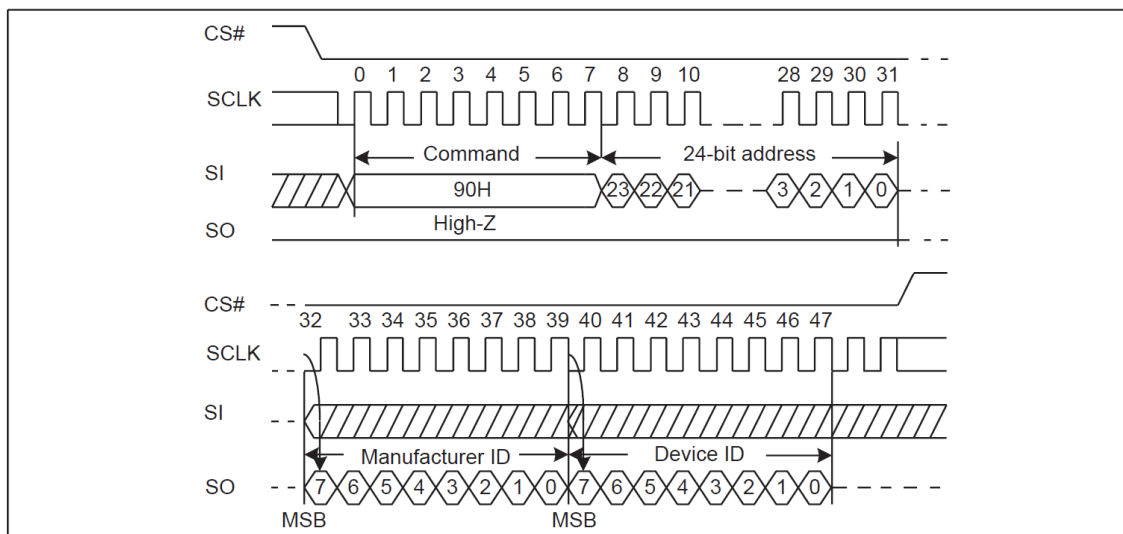 CS#
0 1 2 3 4 5 6 7 8 9 10 28 29 30 31
SCLK
Command 24-bit address
SI
90H 23 22 21 3 2 1 0
High-Z
SO
CS#
32 33 34 35 36 37 38 39 40 41 42 43 44 45 46 47
SCLK
SI
Manufacturer ID Device ID
SO 7 6 5 4 3 2 1 0 7 6 5 4 3 2 1 0
MSB MSB